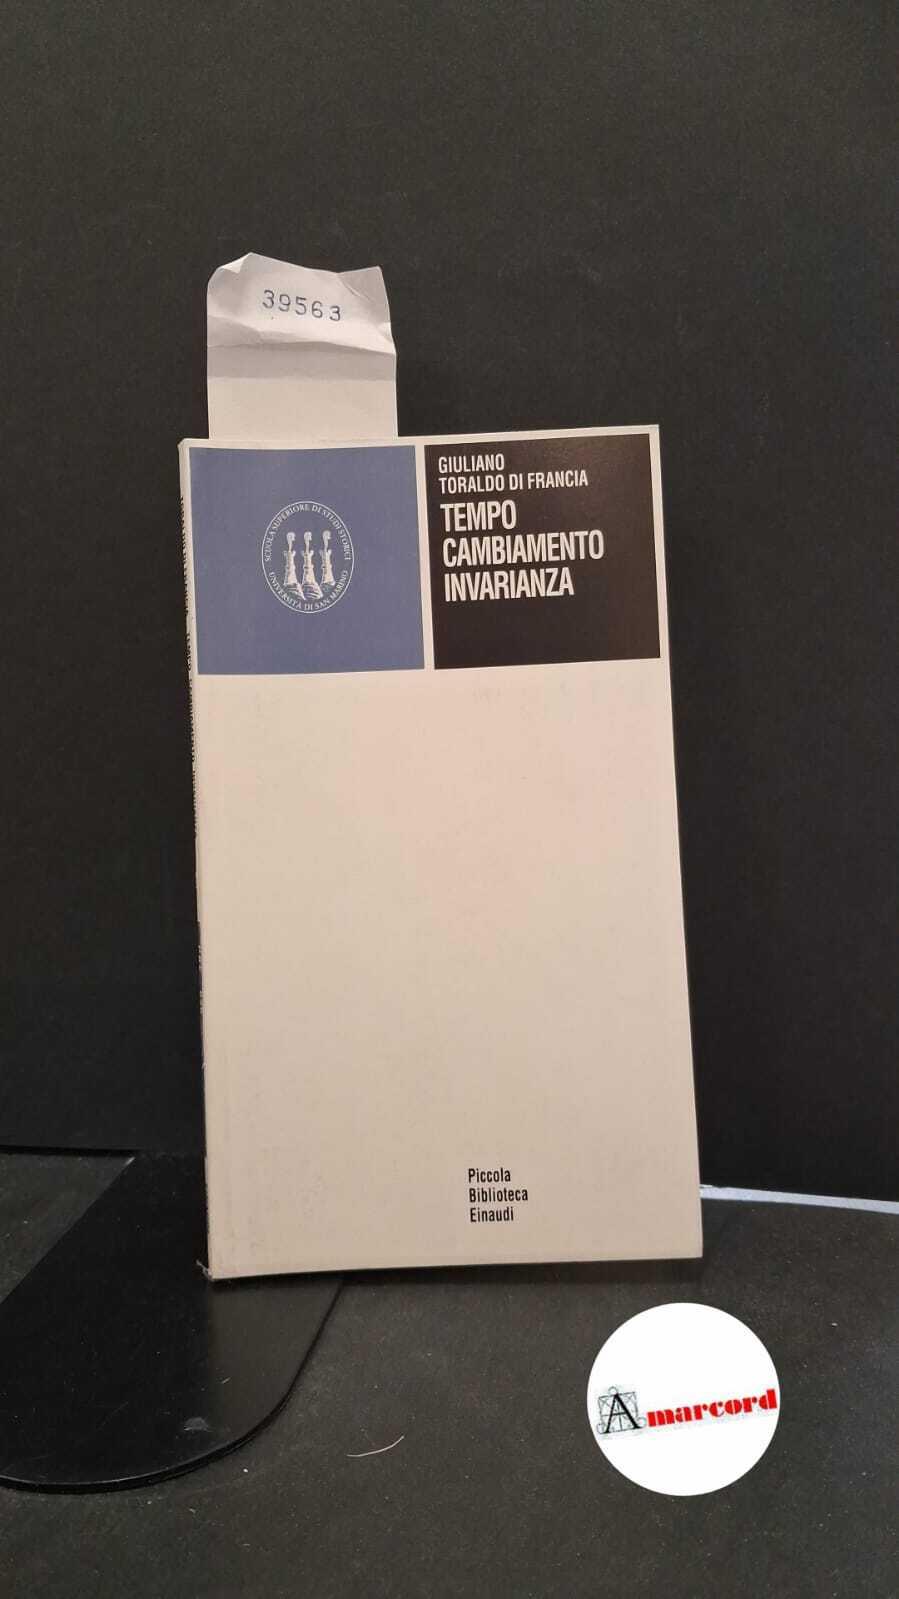 39563
GIULIANO
TORALDO DI FRANCIA
TEMPO
CAMBIAMENTO
INVARIANZA
SCUOLA SUPERIORE DI STUDI STORICI
UNIVERSITÀ DI SAN MARINO
Piccola
Biblioteca
Einaudi
Amarcord